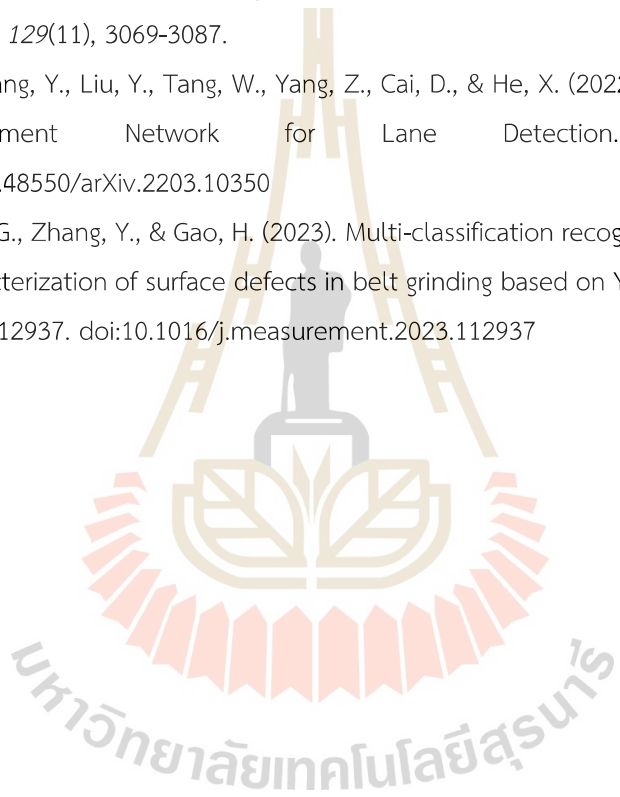 129(11), 3069-3087.
ang, Y., Liu, Y., Tang, W., Yang, Z., Cai, D., & He, X. (2022
ment Network for Lane Detection.
.48550/arXiv.2203.10350
G., Zhang, Y., & Gao, H. (2023). Multi-classification recog
cterization of surface defects in belt grinding based on Y
12937. doi:10.1016/j.measurement.2023.112937
มหาวิทยาลัยเทคโนโลยีสุรนารี